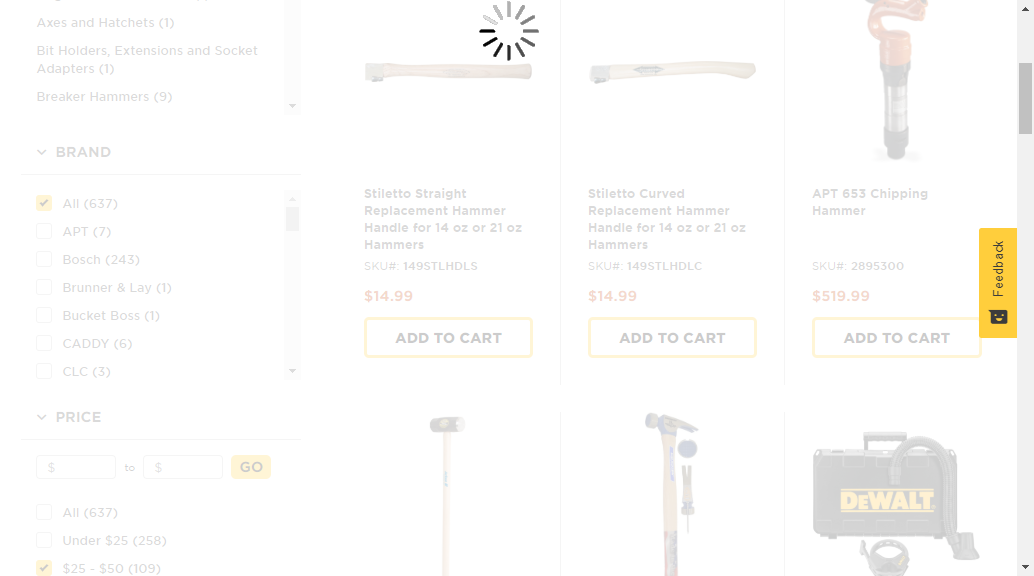 Axes and Hatchets (1)
Bit Holders, Extensions and Socket
Adapters (1)
Breaker Hammers (9)
BRAND
All (637)
APT (7)
Bosch (243)
Brunner & Lay (1)
Bucket Boss (1)
CADDY (6)
CLC (3)
PRICE
$ to $ GO
All (637)
Under $25 (258)
$25 - $50 (109)
Stiletto Straight
Replacement Hammer
Handle for 14 oz or 21 oz
Hammers
SKU#: 149STLHDLS
$14.99
ADD TO CART
Stiletto Curved
Replacement Hammer
Handle for 14 oz or 21 oz
Hammers
SKU#: 149STLHDLC
$14.99
ADD TO CART
APT 653 Chipping
Hammer
SKU#: 2895300
$519.99
ADD TO CART
DEWALT
Feedback